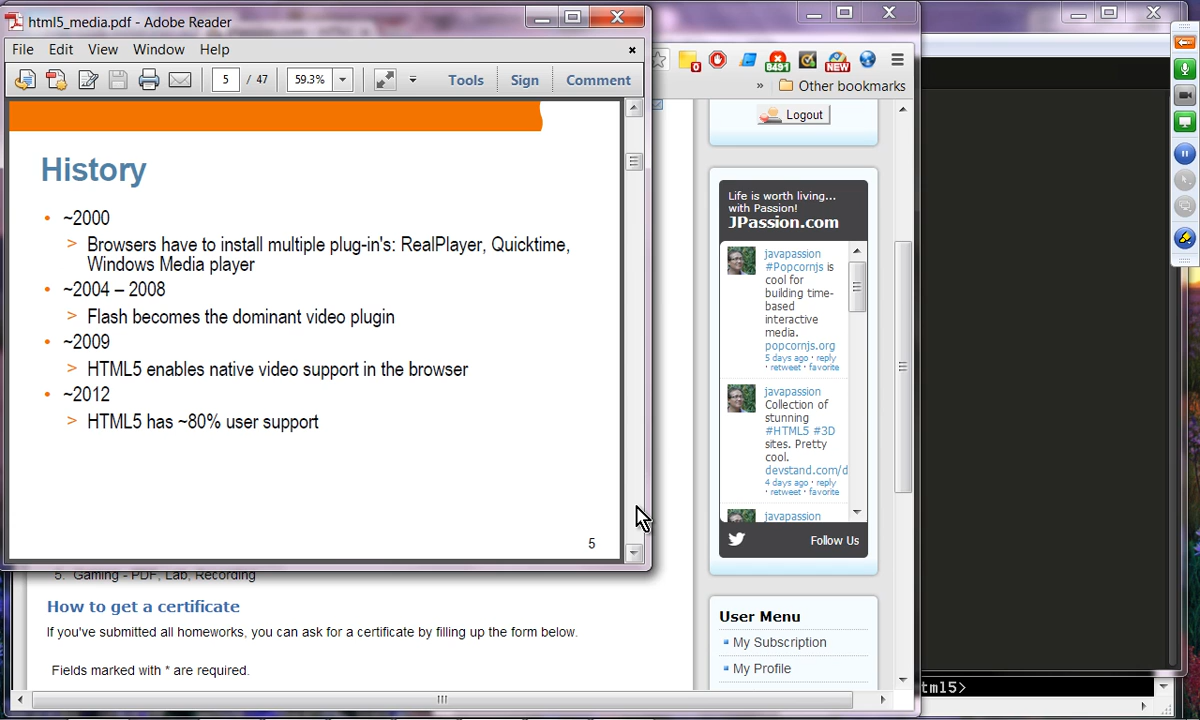 html5_media.pdf - Adobe Reader
File Edit View Window Help
5 / 47 59.3% Tools Sign Comment
History
~2000
> Browsers have to install multiple plug-in's: RealPlayer, Quicktime,
Windows Media player
~2004 – 2008
> Flash becomes the dominant video plugin
~2009
> HTML5 enables native video support in the browser
~2012
> HTML5 has ~80% user support
5
0
8491
NEW
» Other bookmarks
Logout
Life is worth living...
with Passion!
JPassion.com
javapassion
#Popcornjs is
cool for
building time-
based
interactive
media.
popcornjs.org
5 days ago · reply
· retweet · favorite
javapassion
Collection of
stunning
#HTML5 #3D
sites. Pretty
cool.
devstand.com/d
4 days ago · reply
· retweet · favorite
javapassion
Follow Us
5. Gaming - PDF, Lab, Recording
How to get a certificate
If you've submitted all homeworks, you can ask for a certificate by filling up the form below.
Fields marked with * are required.
User Menu
My Subscription
My Profile
tml5>